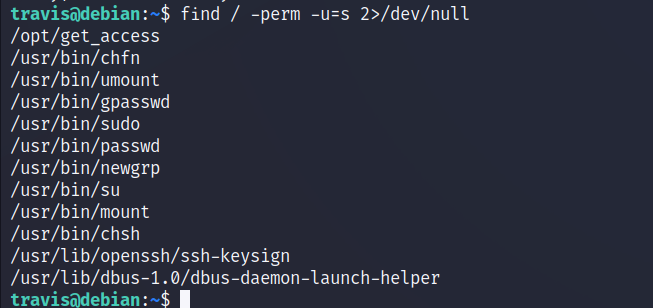 travis@debian:~$ find / -perm -u=s 2>/dev/null
/opt/get_access
/usr/bin/chfn
/usr/bin/umount
/usr/bin/gpasswd
/usr/bin/sudo
/usr/bin/passwd
/usr/bin/newgrp
/usr/bin/su
/usr/bin/mount
/usr/bin/chsh
/usr/lib/openssh/ssh-keysign
/usr/lib/dbus-1.0/dbus-daemon-launch-helper
travis@debian:~$